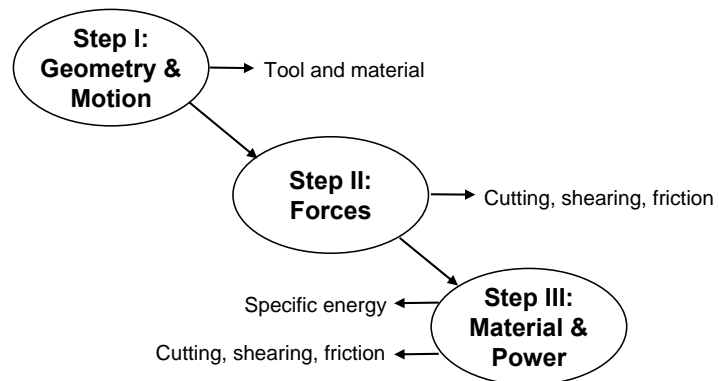 Step I:
Geometry &
Motion
Tool and material
Step II:
Forces
Cutting, shearing, friction
Step III:
Material &
Power
Specific energy
Cutting, shearing, friction